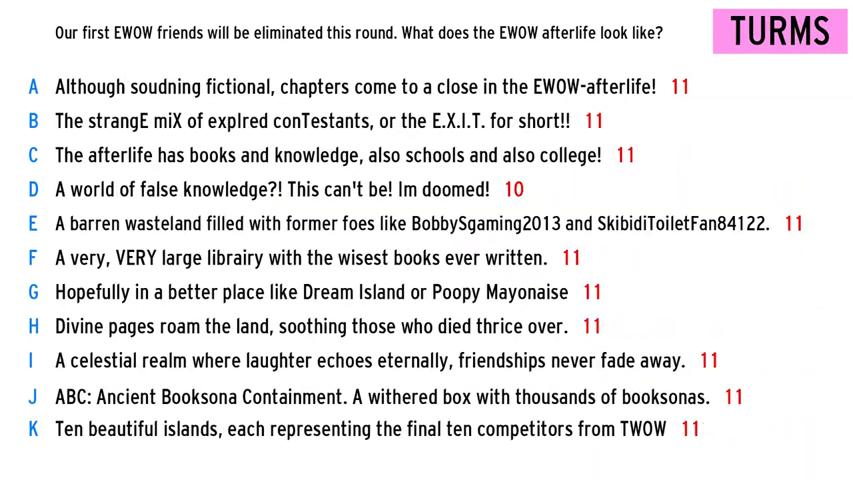 Our first EWOW friends will be eliminated this round. What does the EWOW afterlife look like?
TURMS
A Although soudning fictional, chapters come to a close in the EWOW-afterlife! 11
B The strangE miX of expIred conTestants, or the E.X.I.T. for short!! 11
C The afterlife has books and knowledge, also schools and also college! 11
D A world of false knowledge?! This can't be! Im doomed! 10
E A barren wasteland filled with former foes like BobbySgaming2013 and SkibidiToiletFan84122. 11
F A very, VERY large librairy with the wisest books ever written. 11
G Hopefully in a better place like Dream Island or Poopy Mayonaise 11
H Divine pages roam the land, soothing those who died thrice over. 11
I A celestial realm where laughter echoes eternally, friendships never fade away. 11
J ABC: Ancient Booksona Containment. A withered box with thousands of booksonas. 11
K Ten beautiful islands, each representing the final ten competitors from TWOW 11